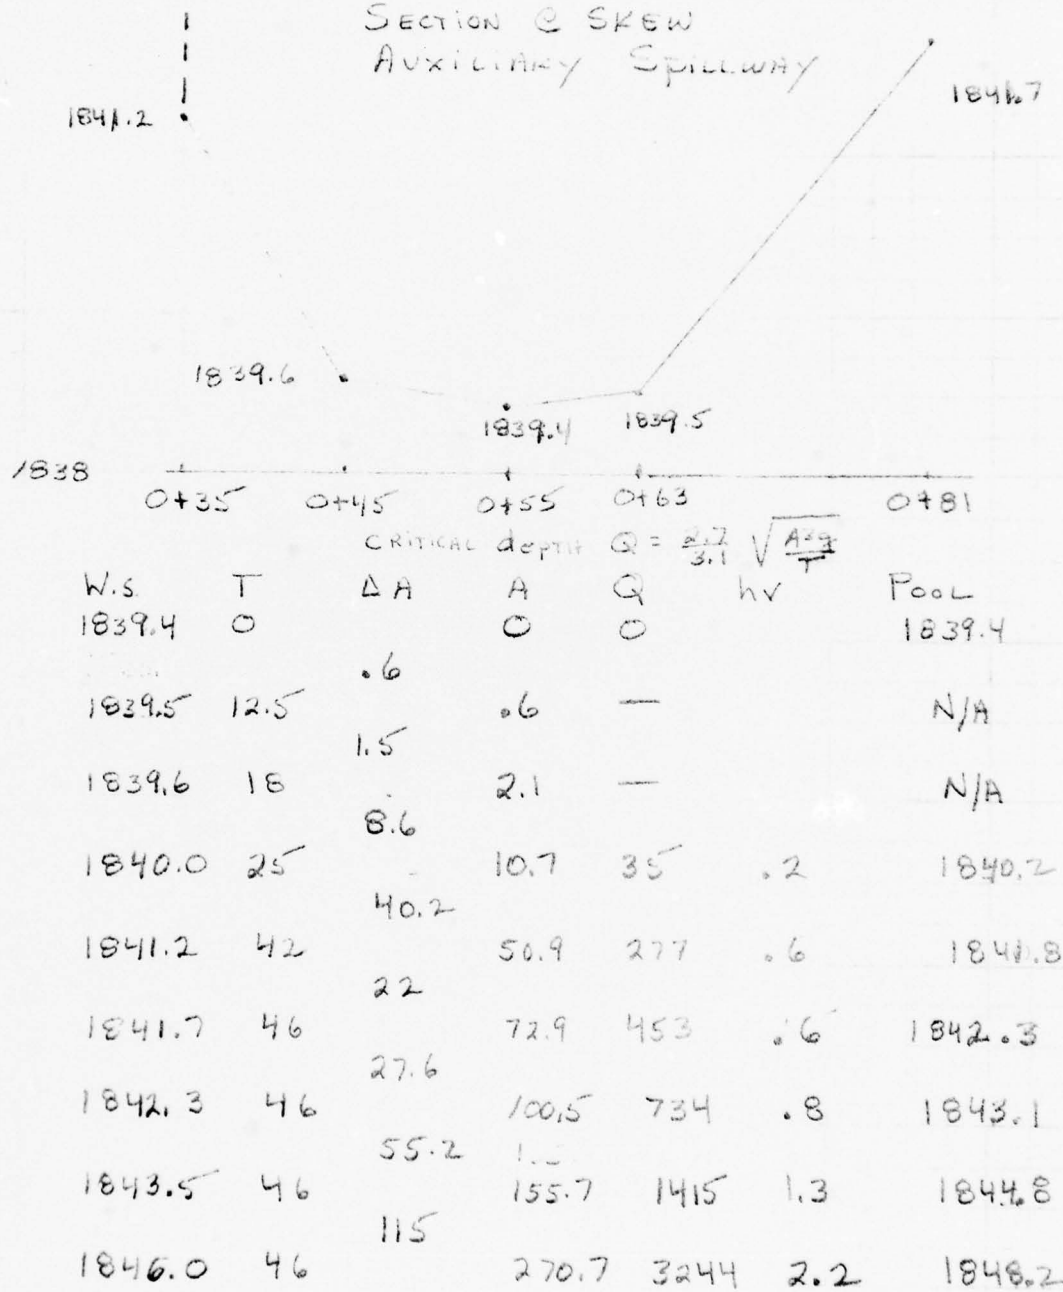 SECTION @ SKEW
AUXILIARY SPILLWAY
1841.2
1841.7
1839.6
1839.4
1839.5
1838
0+35 0+45 0+55 0+63 0+81
CRITICAL depth Q = 2.7/3.1 √(A³g/T)
W.S. T ΔA A Q hv POOL
1839.4 0 0 0 1839.4
.6
1839.5 12.5 .6 — N/A
1.5
1839.6 18 2.1 — N/A
8.6
1840.0 25 10.7 35 .2 1840.2
40.2
1841.2 42 50.9 277 .6 1841.8
22
1841.7 46 72.9 453 .6 1842.3
27.6
1842.3 46 100.5 734 .8 1843.1
55.2
1843.5 46 155.7 1415 1.3 1844.8
115
1846.0 46 270.7 3244 2.2 1848.2